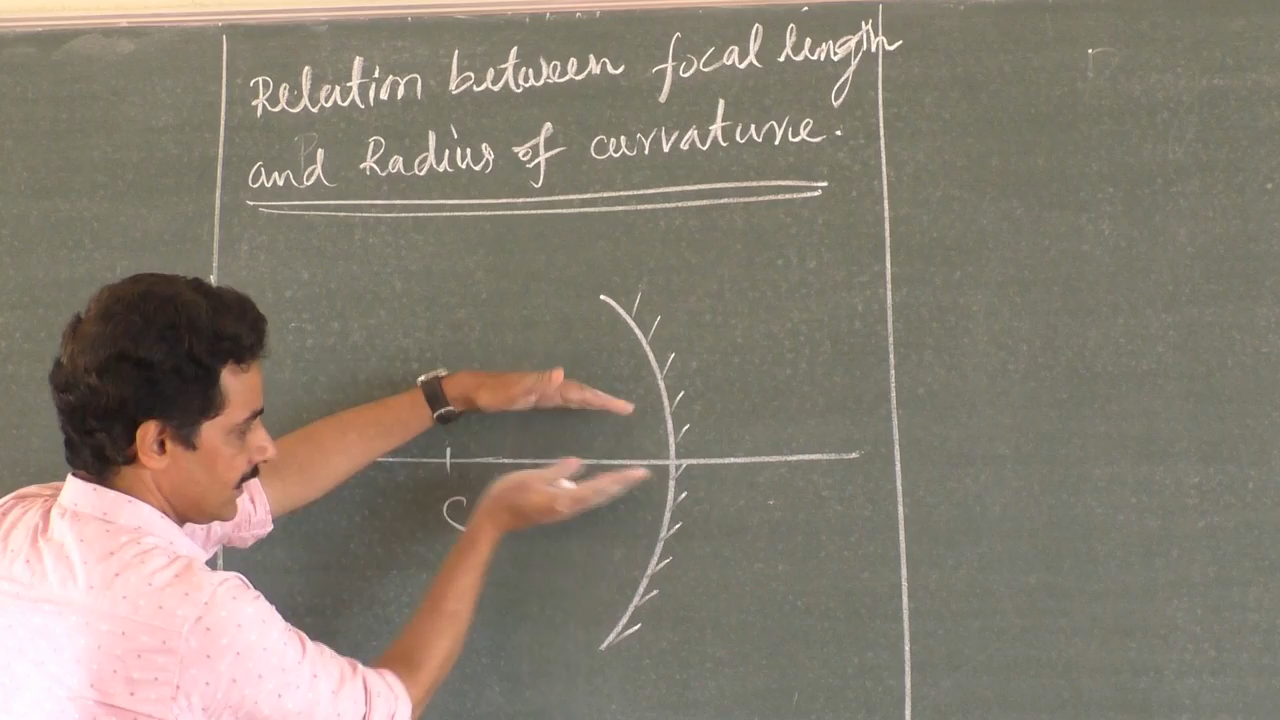 Relation between focal length
and Radius of curvature.
C